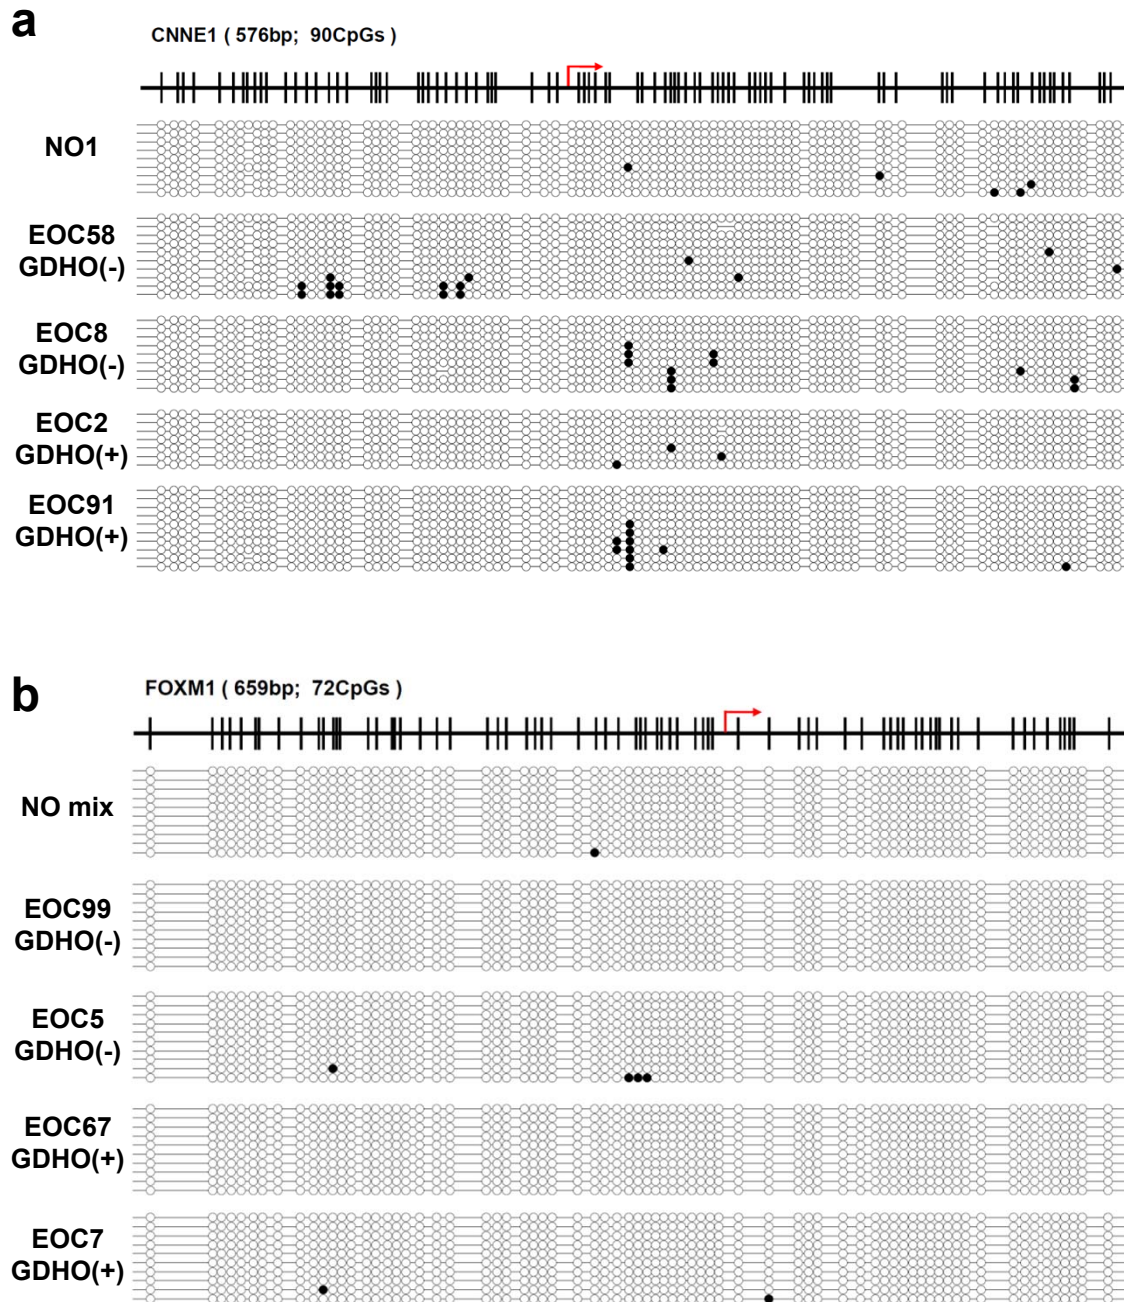 a
CNNE1 ( 576bp; 90CpGs )
NO1
EOC58
GDHO(-)
EOC8
GDHO(-)
EOC2
GDHO(+)
EOC91
GDHO(+)
b
FOXM1 ( 659bp; 72CpGs )
NO mix
EOC99
GDHO(-)
EOC5
GDHO(-)
EOC67
GDHO(+)
EOC7
GDHO(+)